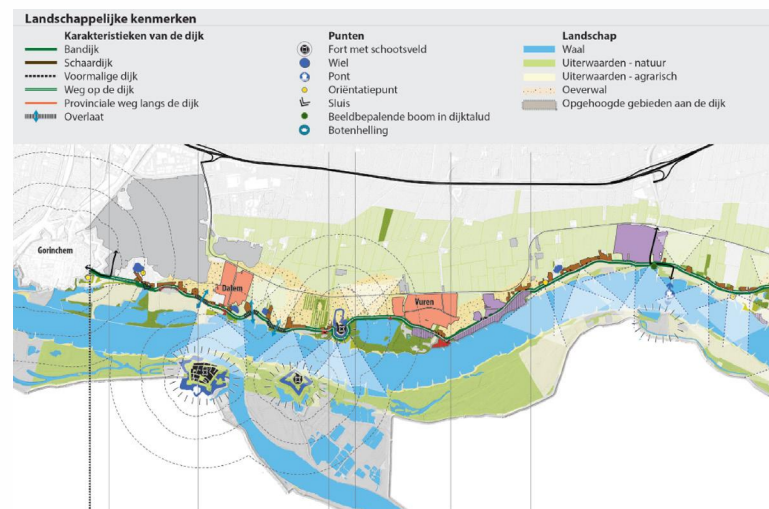 Landschappelijke kenmerken
Karakteristieken van de dijk
Bandijk
Schaardijk
Voormalige dijk
Weg op de dijk
Provinciale weg langs de dijk
Overlaat
Punten
Fort met schootsveld
Wiel
Pont
Oriëntatiepunt
Sluis
Beeldbepalende boom in dijktalud
Botenhelling
Landschap
Waal
Uiterwaarden - natuur
Uiterwaarden - agrarisch
Oeverwal
Opgehoogde gebieden aan de dijk
Gorinchem
Dalem
Vuren